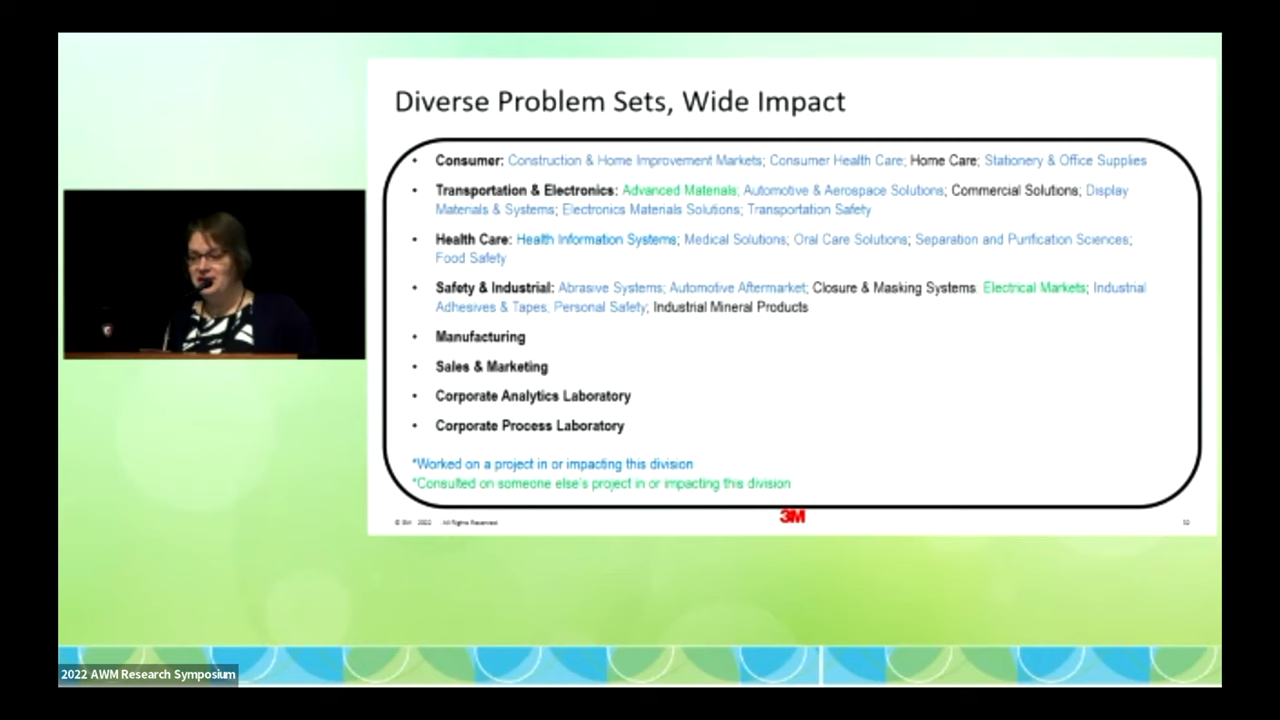 Diverse Problem Sets, Wide Impact
• Consumer: Construction & Home Improvement Markets; Consumer Health Care; Home Care; Stationery & Office Supplies
• Transportation & Electronics: Advanced Materials; Automotive & Aerospace Solutions; Commercial Solutions; Display
Materials & Systems; Electronics Materials Solutions; Transportation Safety
• Health Care: Health Information Systems; Medical Solutions; Oral Care Solutions; Separation and Purification Sciences;
Food Safety
• Safety & Industrial: Abrasive Systems; Automotive Aftermarket; Closure & Masking Systems Electrical Markets; Industrial
Adhesives & Tapes; Personal Safety; Industrial Mineral Products
• Manufacturing
• Sales & Marketing
• Corporate Analytics Laboratory
• Corporate Process Laboratory
*Worked on a project in or impacting this division
*Consulted on someone else's project in or impacting this division
© 3M 2022 All Rights Reserved
3M
2022 AWM Research Symposium